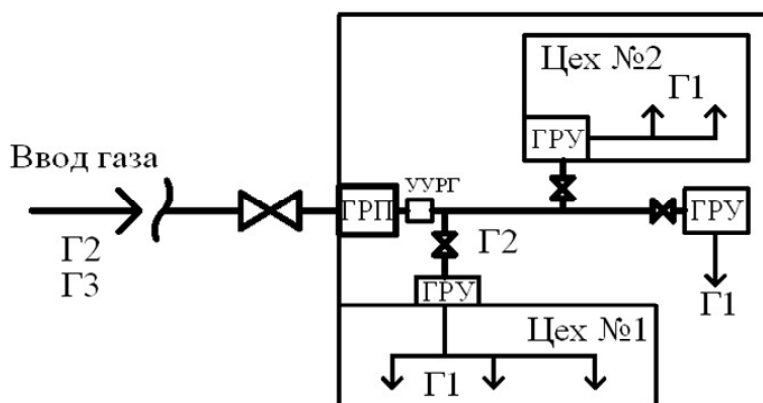 Ввод газа
Г2
Г3
ГРП
УУРГ
Г2
Цех №2
Г1
ГРУ
ГРУ
Г1
ГРУ
Цех №1
Г1